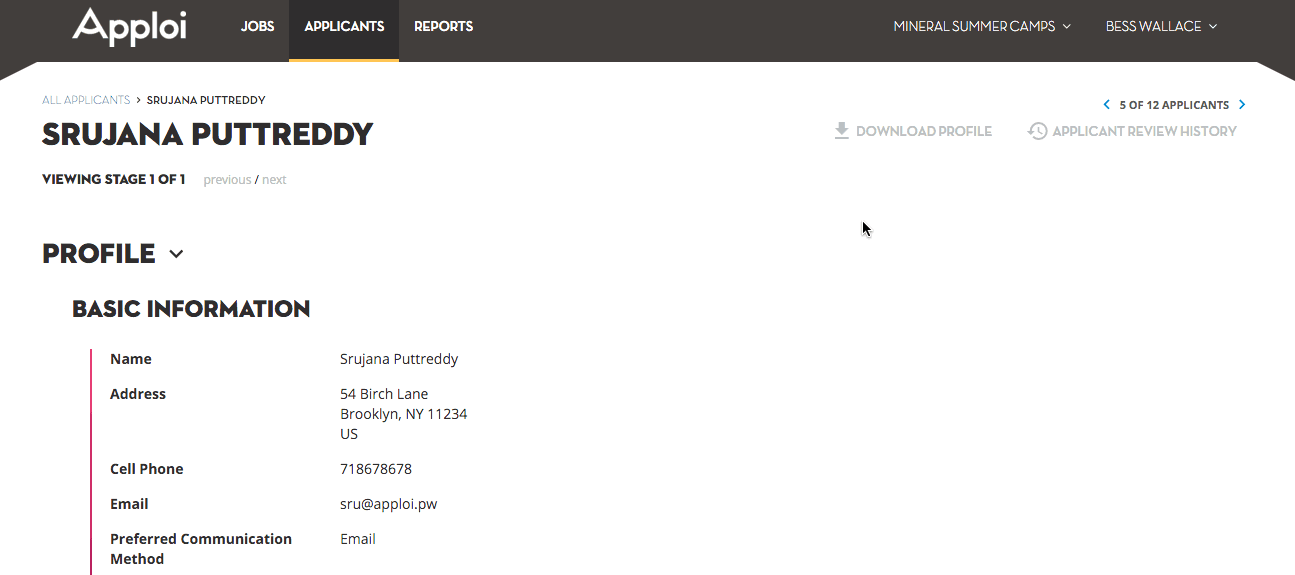 Apploi
JOBS
APPLICANTS
REPORTS
MINERAL SUMMER CAMPS
BESS WALLACE
ALL APPLICANTS > SRUJANA PUTTREDDY
5 OF 12 APPLICANTS
SRUJANA PUTTREDDY
DOWNLOAD PROFILE
APPLICANT REVIEW HISTORY
VIEWING STAGE 1 OF 1 previous / next
PROFILE
BASIC INFORMATION
Name Srujana Puttreddy
Address 54 Birch Lane
Brooklyn, NY 11234
US
Cell Phone 718678678
Email sru@apploi.pw
Preferred Communication Email
Method